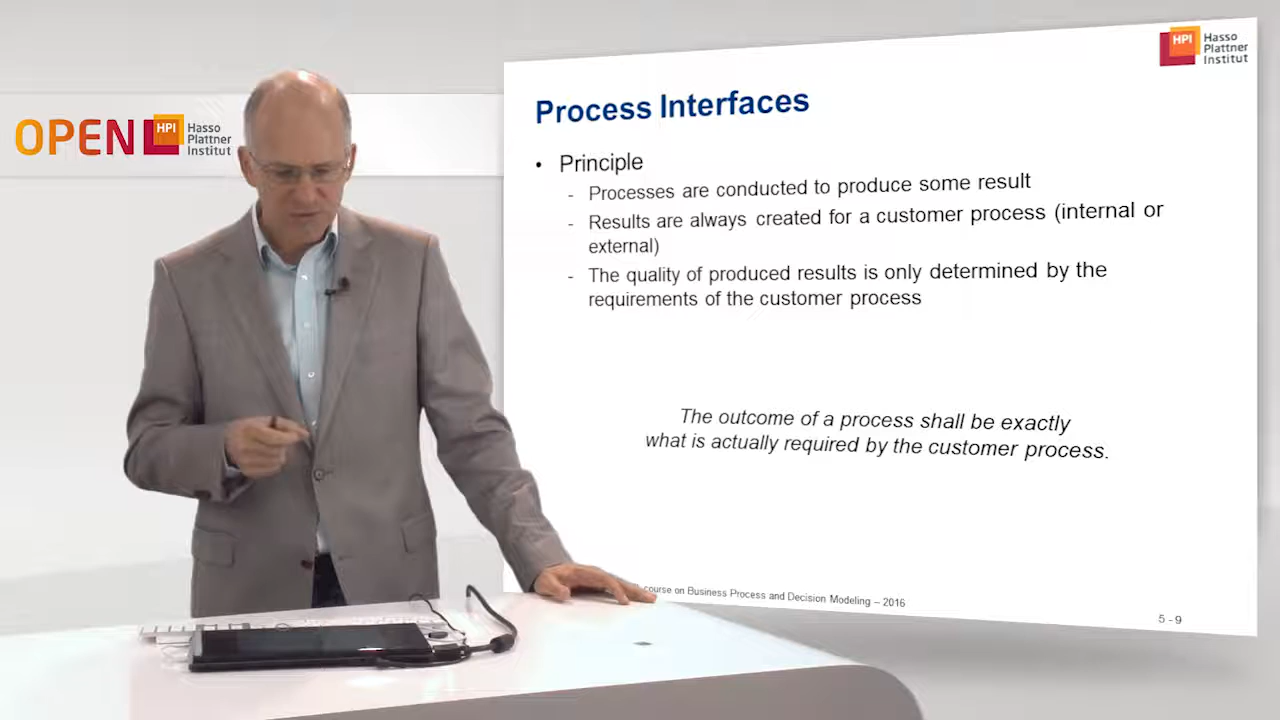 OPEN HPI Hasso
Plattner
Institut
HPI Hasso
Plattner
Institut
Process Interfaces
• Principle
- Processes are conducted to produce some result
- Results are always created for a customer process (internal or
external)
- The quality of produced results is only determined by the
requirements of the customer process
The outcome of a process shall be exactly
what is actually required by the customer process.
course on Business Process and Decision Modeling – 2016
5 - 9